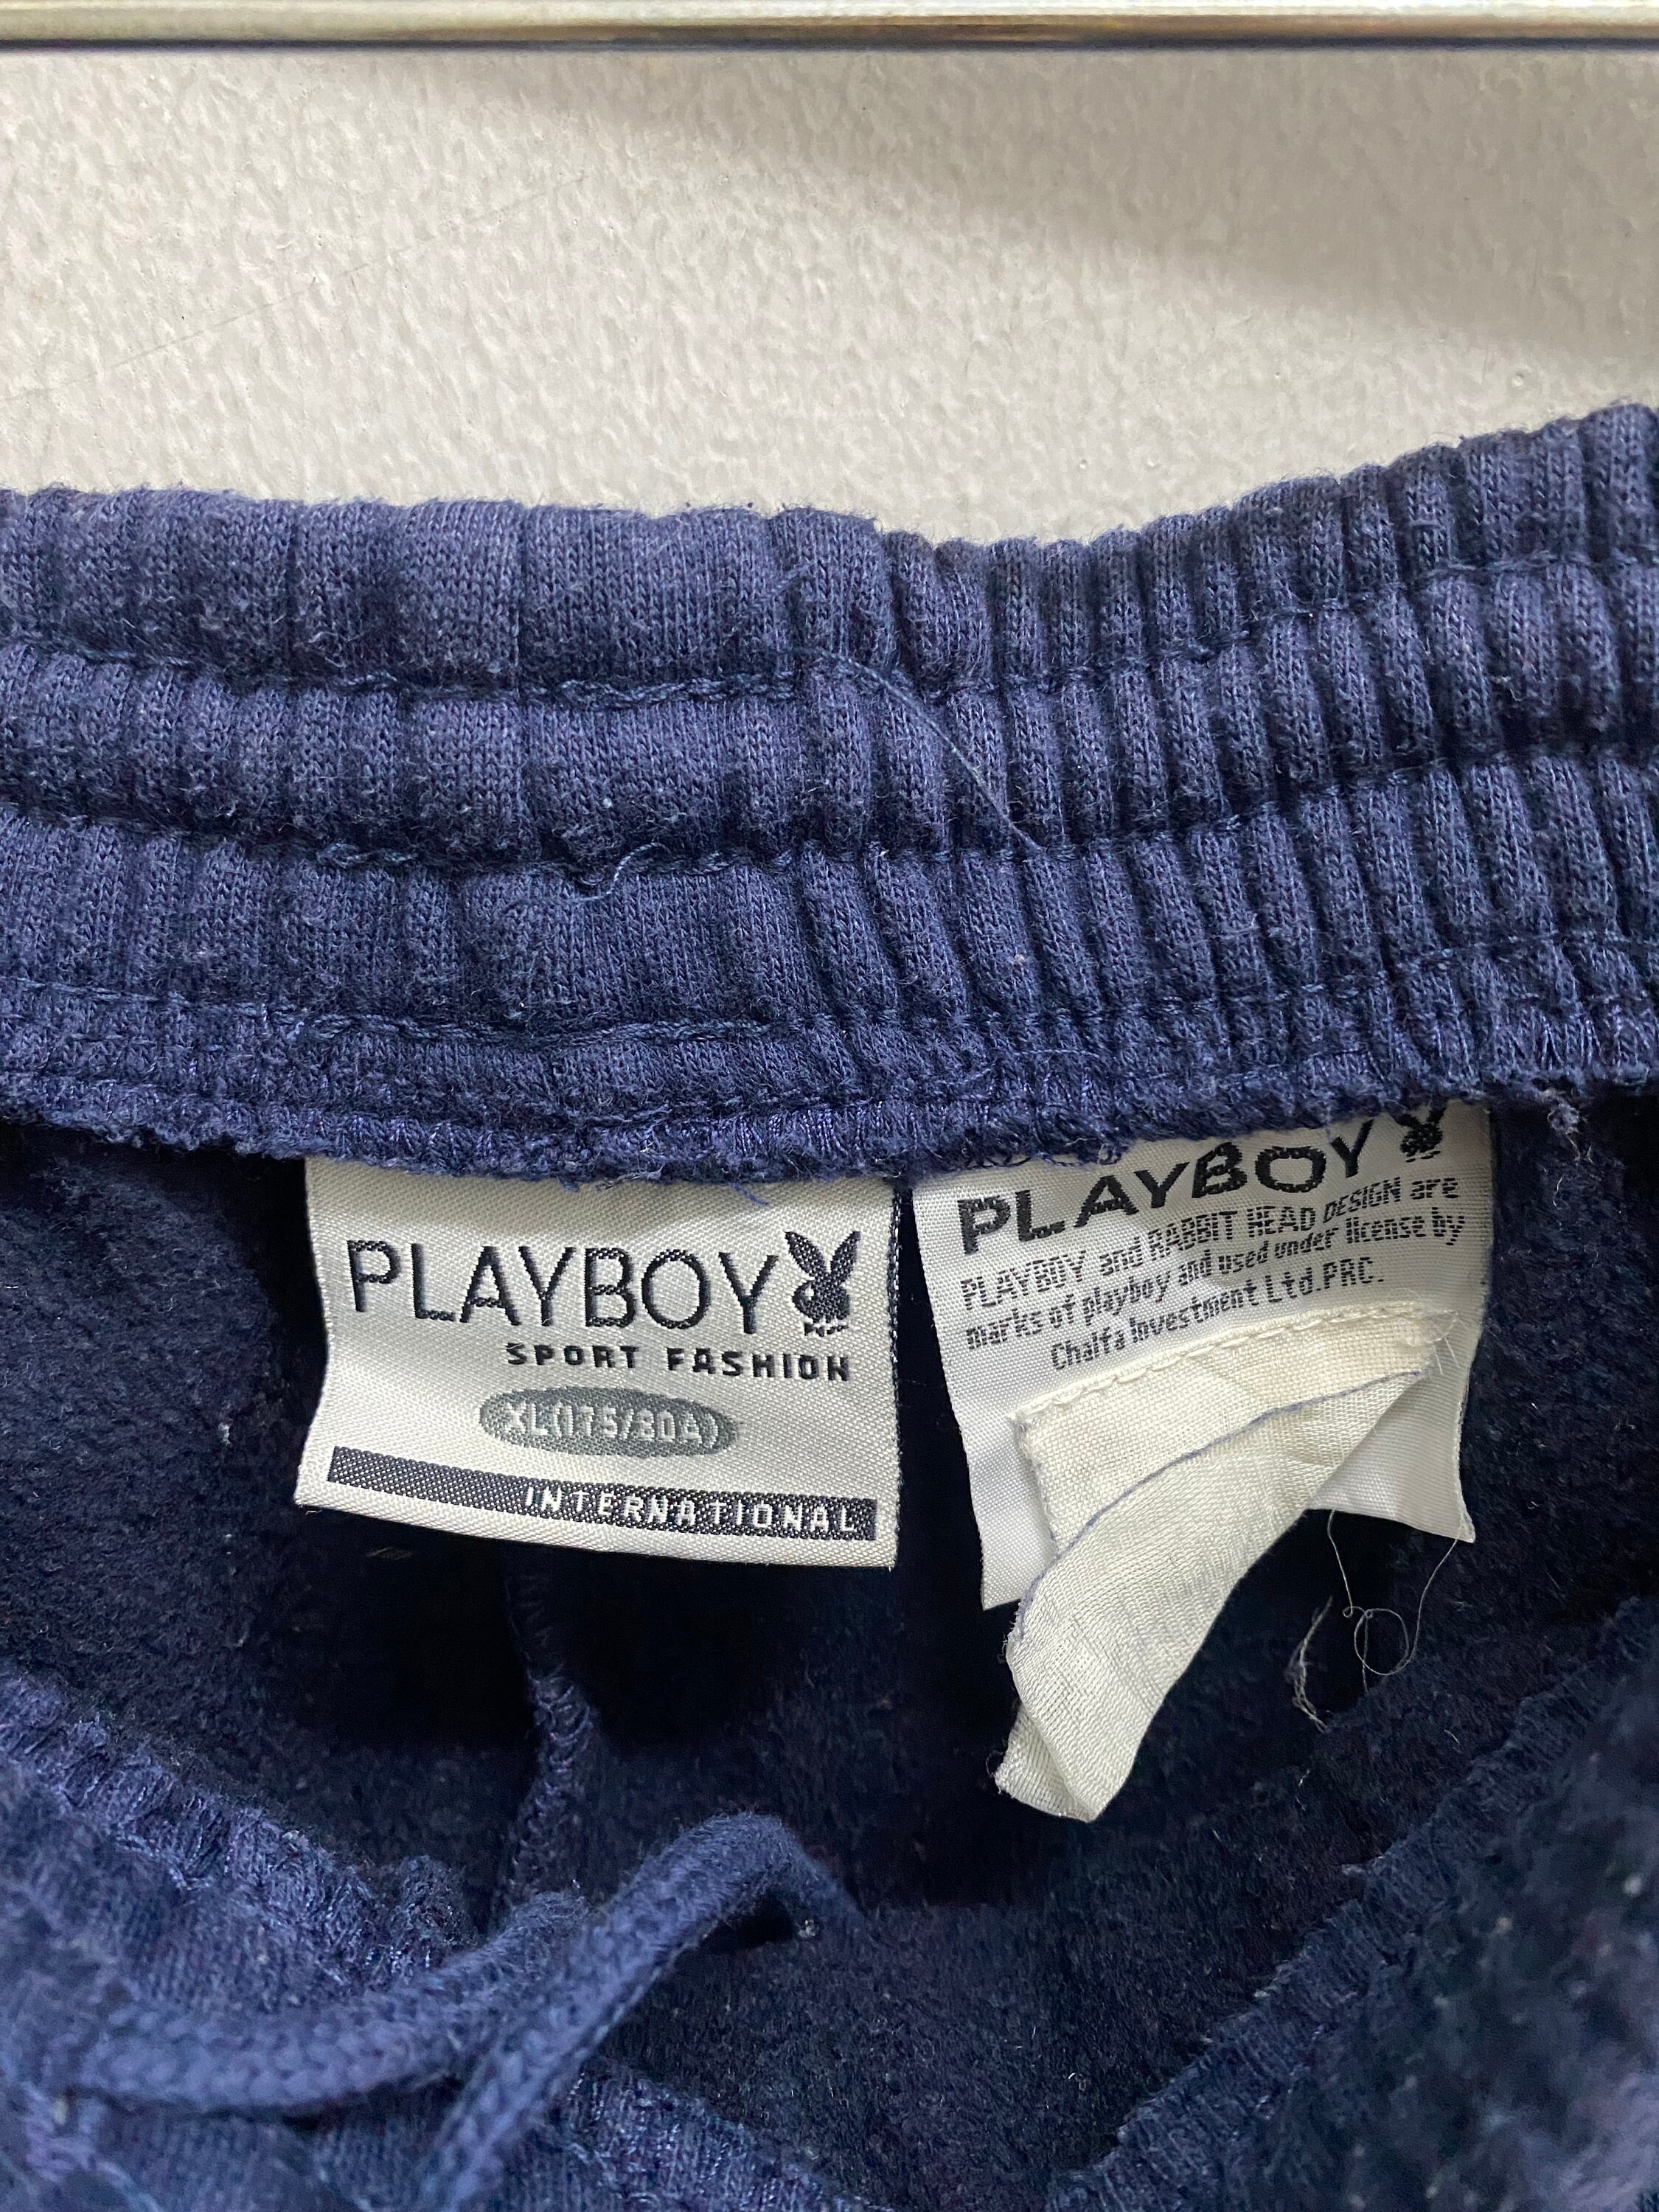 PLAYBOY
SPORT FASHION
XL(175/80A)
INTERNATIONAL
PLAYBOY
PLAYBOY and RABBIT HEAD DESIGN are
marks of playboy and used under license by
Chaifa Investment Ltd.PRC.